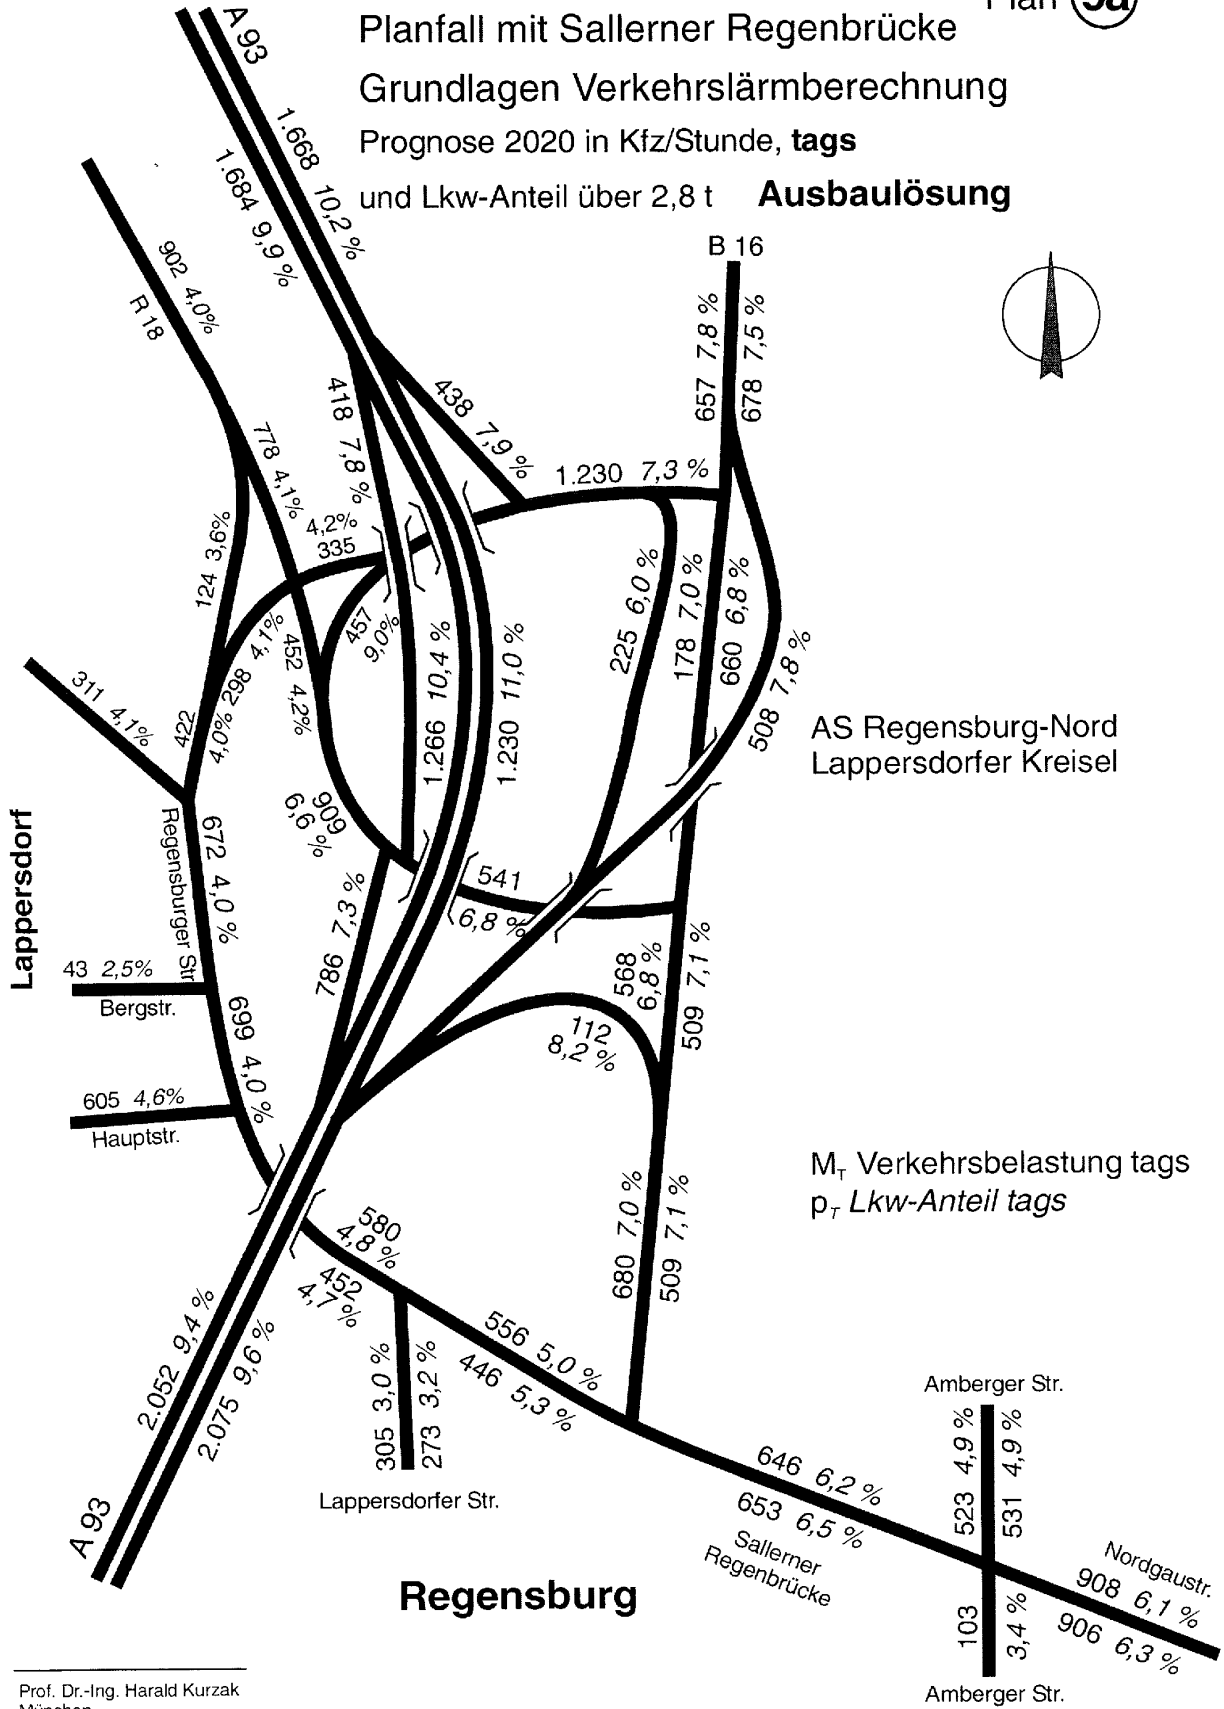 Plan 9a
Planfall mit Sallerner Regenbrücke
Grundlagen Verkehrslärmberechnung
Prognose 2020 in Kfz/Stunde, tags
und Lkw-Anteil über 2,8 t Ausbaulösung
A 93
1.668 10,2 %
1.684 9,9 %
902 4,0%
R 18
B 16
657 7,8 %
678 7,5 %
418 7,8 %
438 7,9 %
1.230 7,3 %
778 4,1%
4,2%
335
124 3,6%
457
9,0%
298 4,1%
452 4,2%
422
4,0%
311 4,1%
225 6,0 %
178 7,0 %
660 6,8 %
508 7,8 %
1.266 10,4 %
1.230 11,0 %
AS Regensburg-Nord
Lappersdorfer Kreisel
909
6,6 %
Lappersdorf
Regensburger Str.
672 4,0 %
541
6,8 %
786 7,3 %
568
6,8 %
509 7,1 %
43 2,5%
Bergstr.
699 4,0 %
112
8,2 %
605 4,6%
Hauptstr.
M T Verkehrsbelastung tags
p T Lkw-Anteil tags
580
4,8 %
452
4,7 %
680 7,0 %
509 7,1 %
2.052 9,4 %
2.075 9,6 %
556 5,0 %
446 5,3 %
305 3,0 %
273 3,2 %
Lappersdorfer Str.
Amberger Str.
523 4,9 %
531 4,9 %
646 6,2 %
653 6,5 %
Sallerner
Regenbrücke
A 93
Nordgaustr.
908 6,1 %
906 6,3 %
103
3,4 %
Amberger Str.
Regensburg
Prof. Dr.-Ing. Harald Kurzak
München